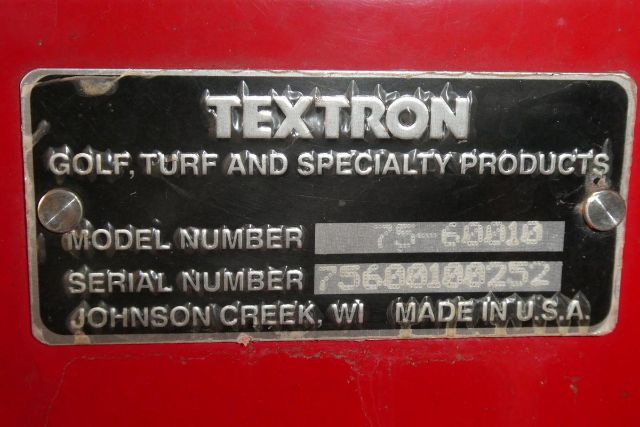 TEXTRON
GOLF, TURF AND SPECIALTY PRODUCTS
MODEL NUMBER 75-60010
SERIAL NUMBER 75600100252
JOHNSON CREEK, WI MADE IN U.S.A.